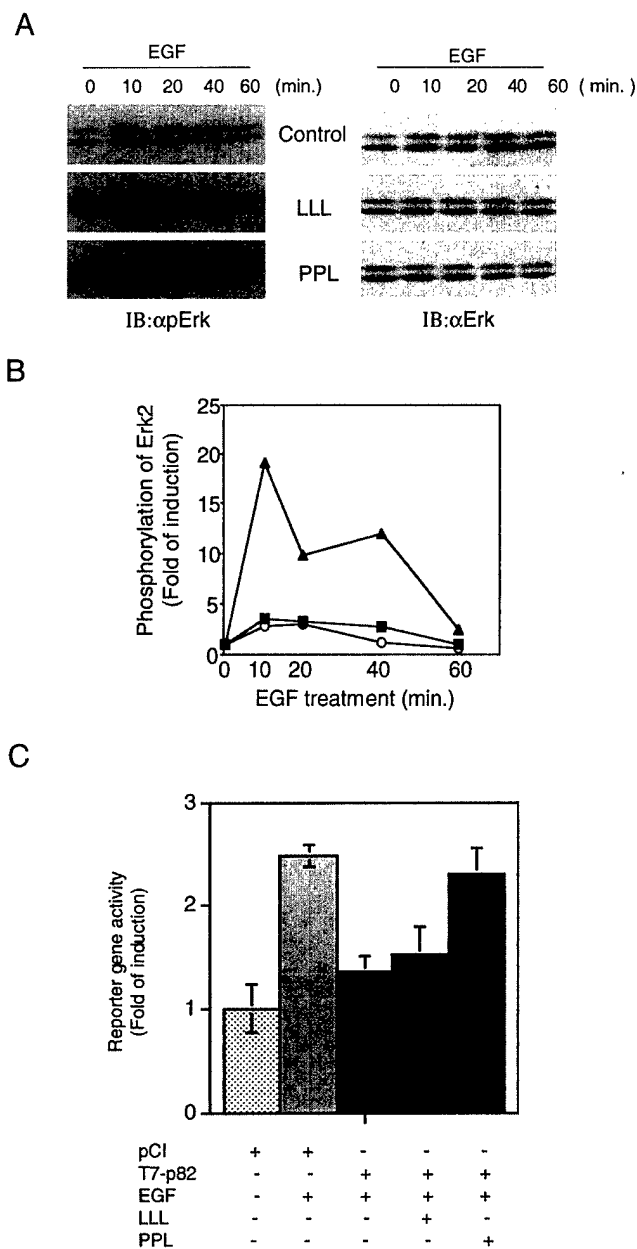 A
EGF
0 10 20 40 60 (min.)
EGF
0 10 20 40 60 ( min. )
Control
LLL
PPL
IB:αpErk
IB:αErk
B
Phosphorylation of Erk2
(Fold of induction)
25
20
15
10
5
0
0 10 20 40 60
EGF treatment (min.)
C
Reporter gene activity
(Fold of induction)
3
2
1
0
pCI + + - - -
T7-p82 - - + + +
EGF - + + + +
LLL - - - + -
PPL - - - - +